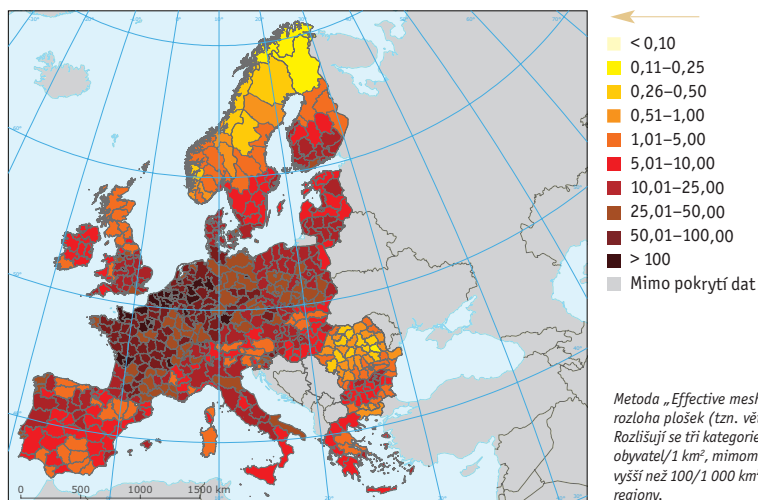 < 0,10
0,11–0,25
0,26–0,50
0,51–1,00
1,01–5,00
5,01–10,00
10,01–25,00
25,01–50,00
50,01–100,00
> 100
Mimo pokrytí dat
Metoda „Effective mesh
rozloha plošek (tzn. vět
Rozlišují se tři kategorie
obyvatel/1 km², mimom
vyšší než 100/1 000 km
regiony.
0 500 1000 1500 km